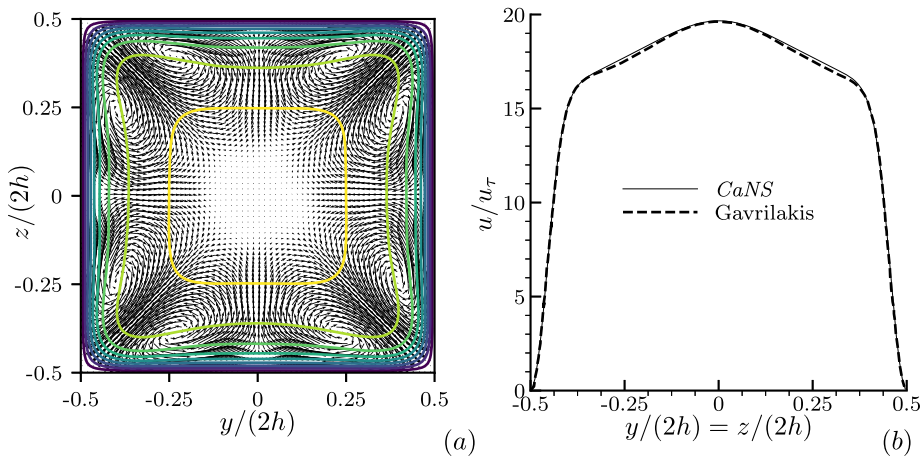 0.5
0.25
0
-0.25
-0.5
z/(2h)
-0.5 -0.25 0 0.25 0.5
y/(2h)
(a)
20
15
10
5
0
u/u_τ
CaNS
Gavrilakis
-0.5 -0.25 0 0.25 0.5
y/(2h) = z/(2h)
(b)